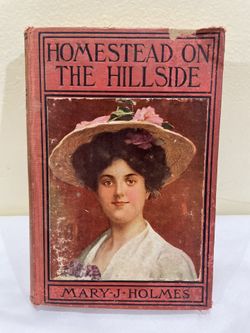 HOMESTEAD ON
THE HILLSIDE
MARY·J·HOLMES